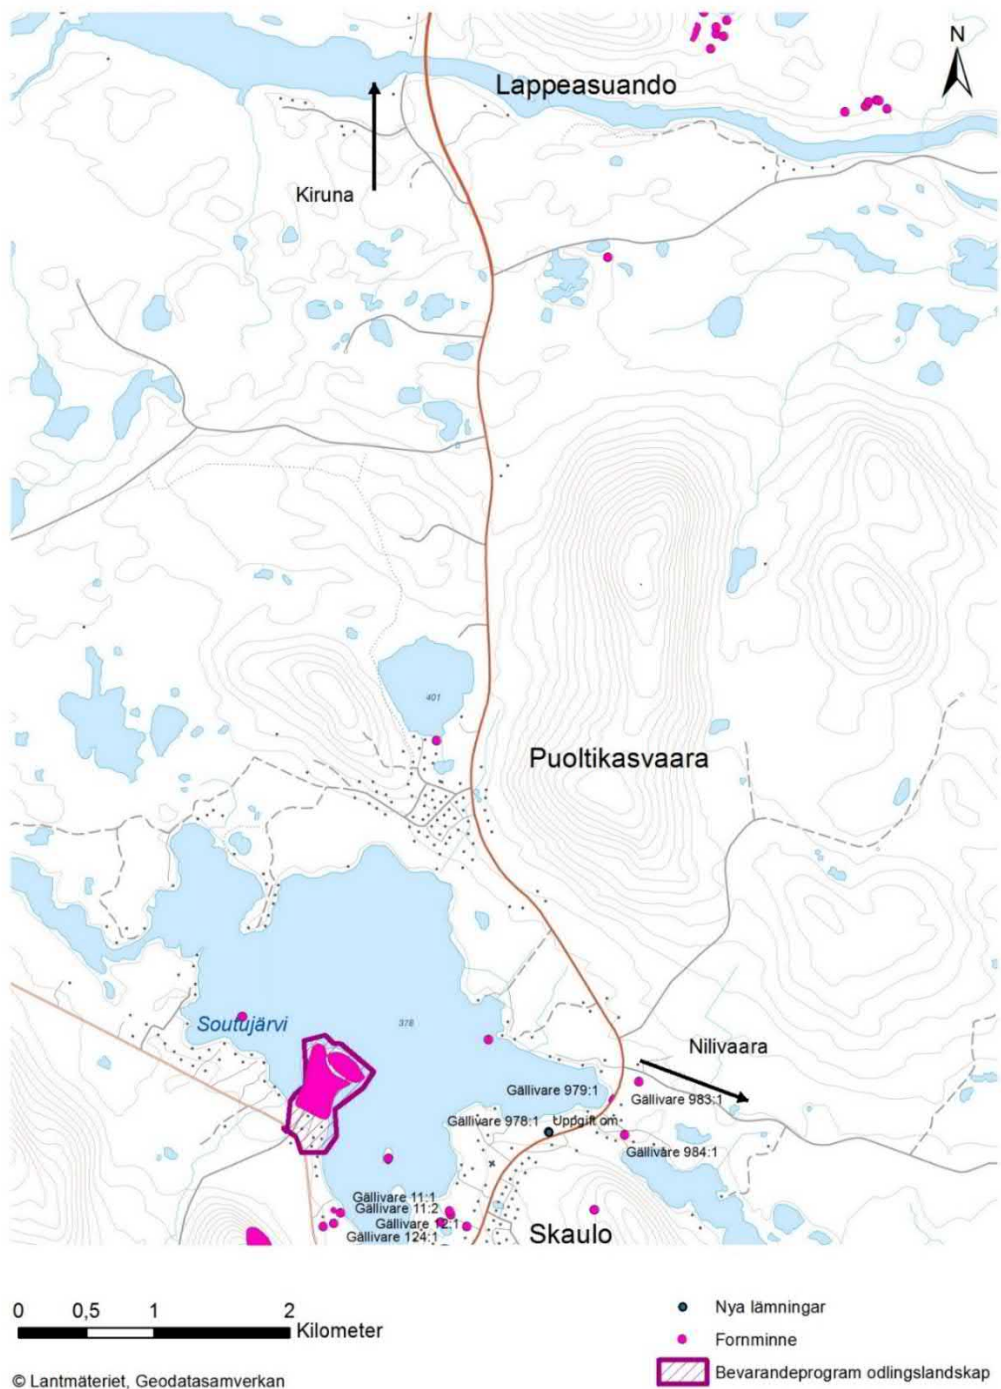 N
Lappeasuando
Kiruna
401
Puoltikasvaara
Soutujärvi
378
Nilivaara
Gällivare 979:1
Gällivare 983:1
Gällivare 978:1 Uppgift om
Gällivare 984:1
Gällivare 11:1
Gällivare 11:2
Gällivare 12:1
Gällivare 124:1
Skaulo
0 0,5 1 2
Kilometer
Nya lämningar
Fornminne
Bevarandeprogram odlingslandskap
© Lantmäteriet, Geodatasamverkan